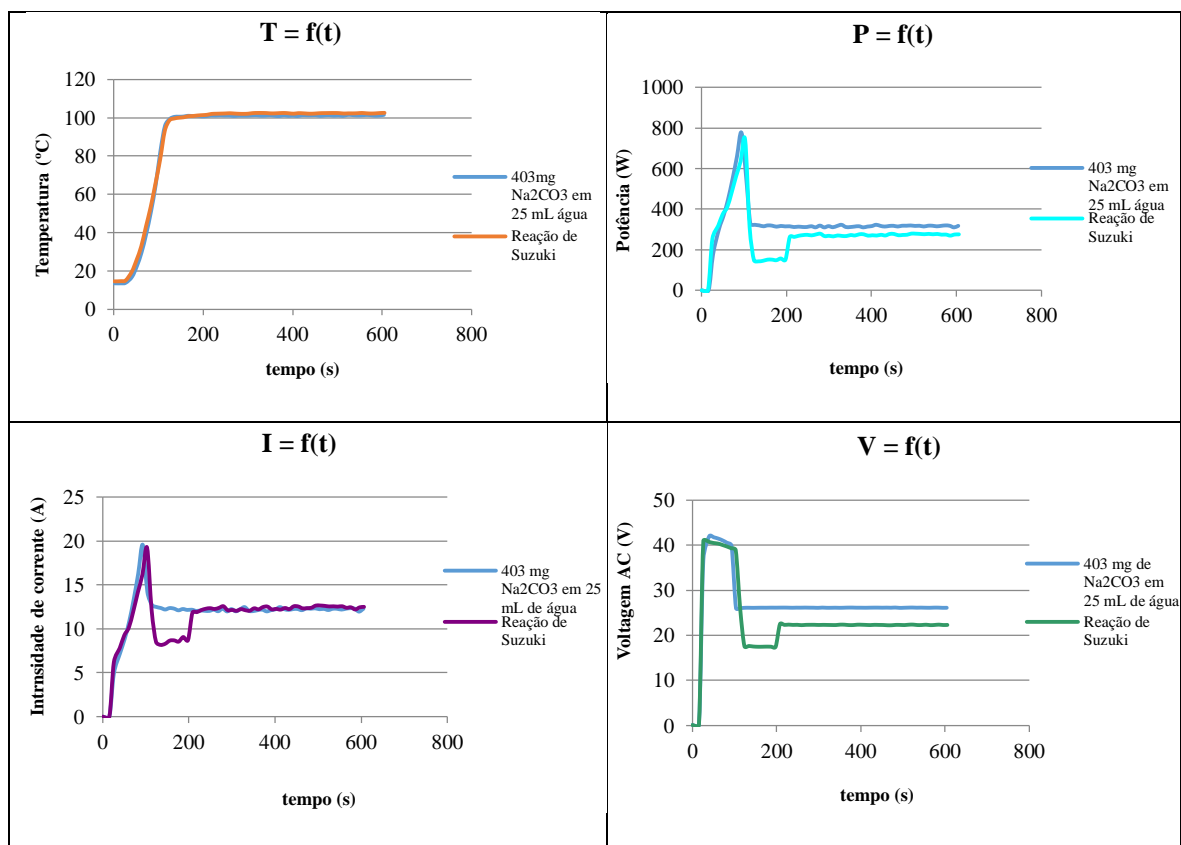 T = f(t)
120
100
80
60
40
20
0
0 200 400 600 800
Temperatura (ºC)
tempo (s)
403mg
Na2CO3 em
25 mL água
Reação de
Suzuki
P = f(t)
1000
800
600
400
200
0
0 200 400 600 800
Potência (W)
tempo (s)
403 mg
Na2CO3 em
25 mL água
Reação de
Suzuki
I = f(t)
25
20
15
10
5
0
0 200 400 600 800
Intrnsidade de corrente (A)
tempo (s)
403 mg
Na2CO3 em 25
mL de água
Reação de
Suzuki
V = f(t)
50
40
30
20
10
0
0 200 400 600 800
Voltagem AC (V)
tempo (s)
403 mg de
Na2CO3 em
25 mL de água
Reação de
Suzuki